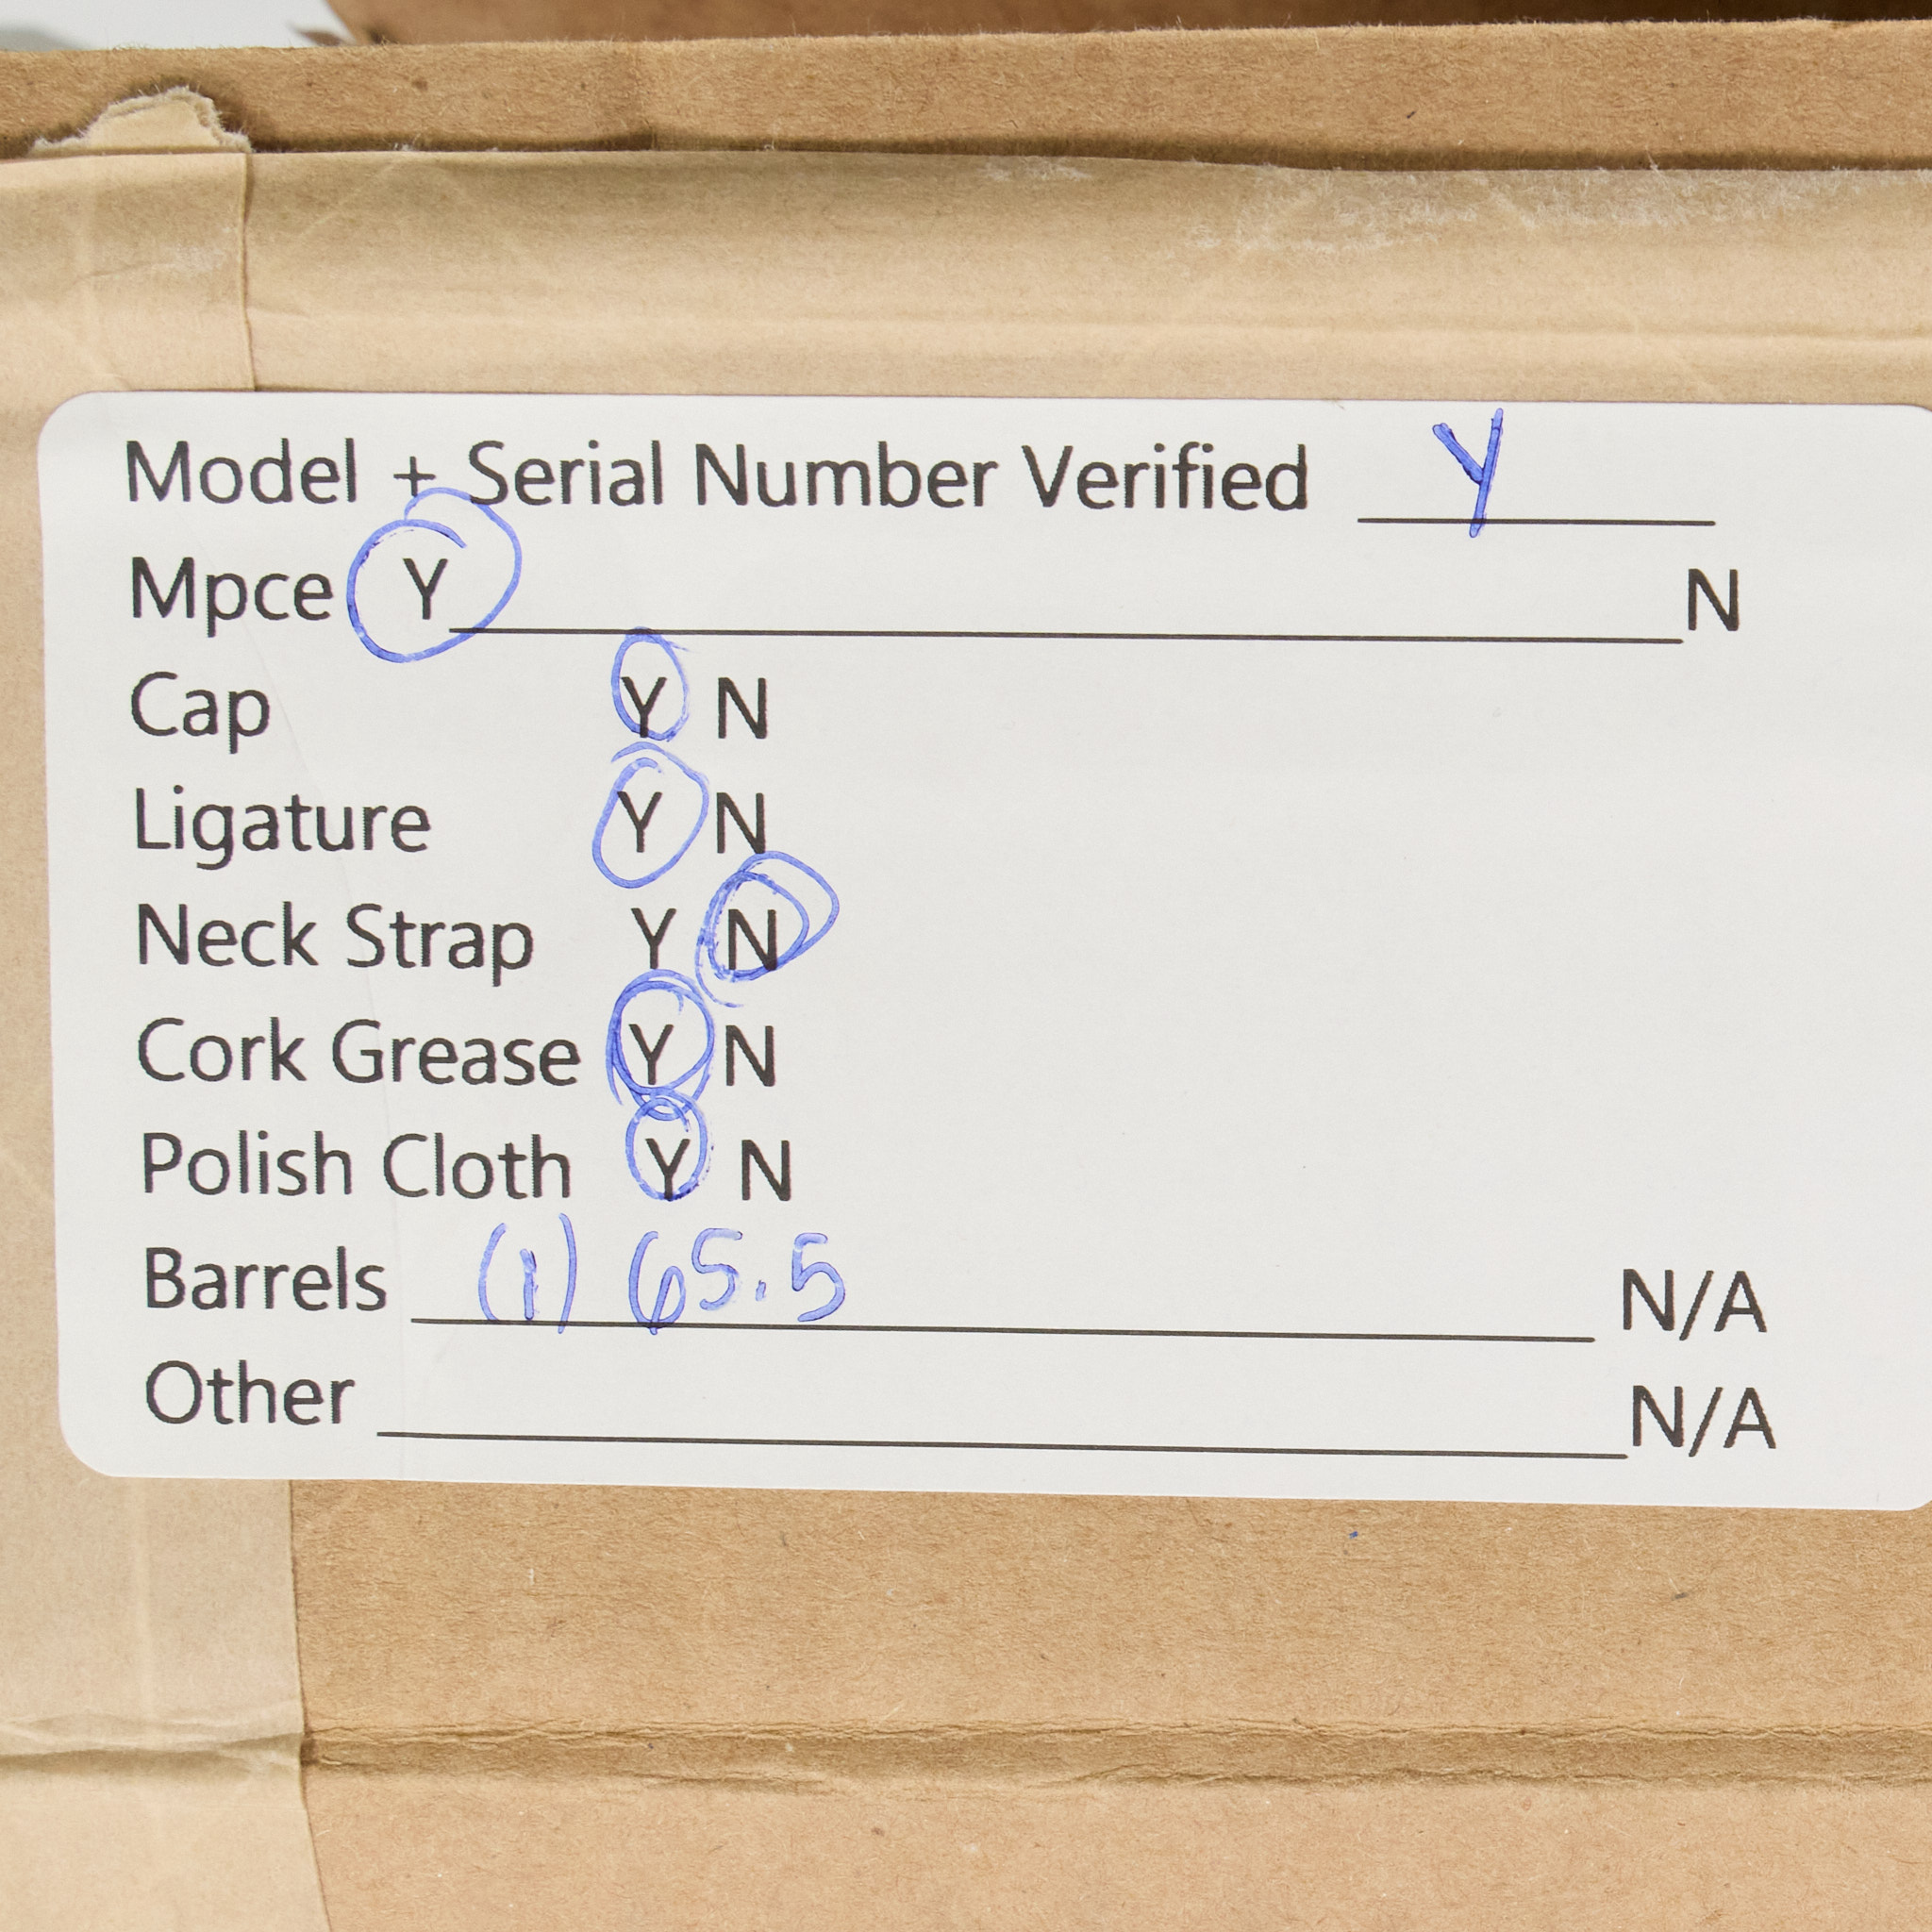 Model + Serial Number Verified Y
Mpce Y N
Cap Y N
Ligature Y N
Neck Strap Y N
Cork Grease Y N
Polish Cloth Y N
Barrels (1) 65.5 N/A
Other N/A